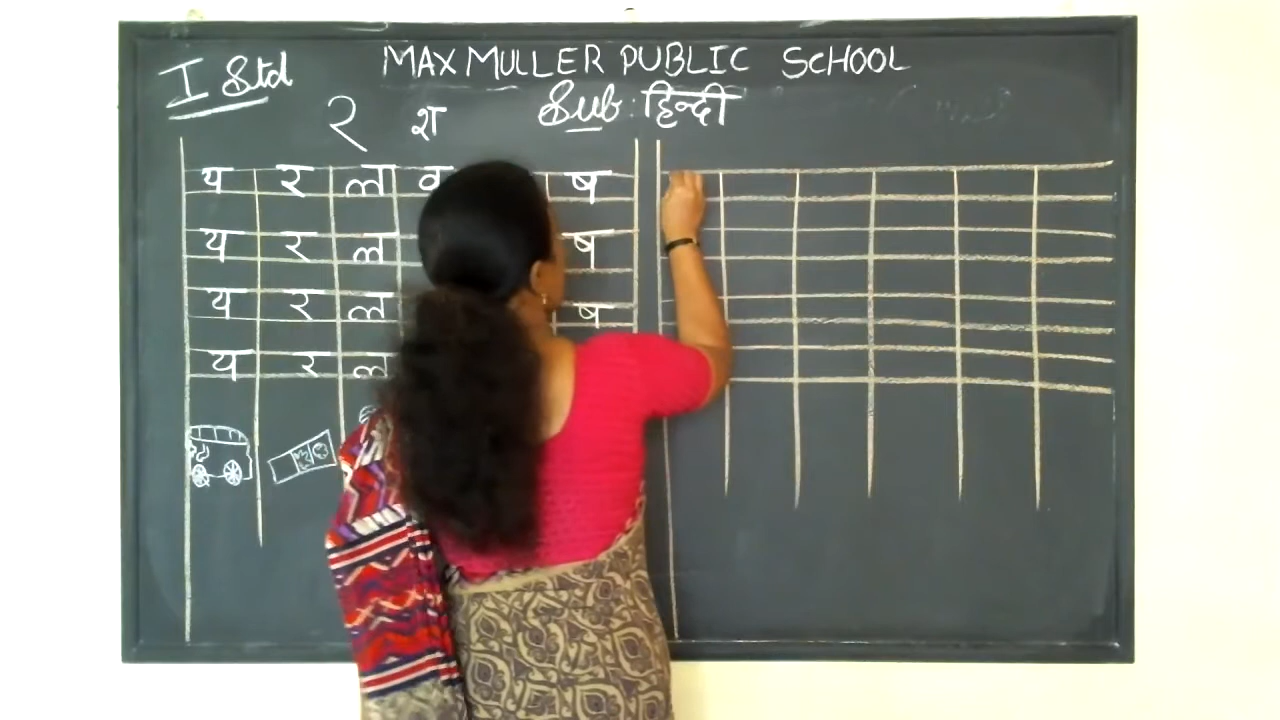 MAX MULLER PUBLIC SCHOOL
I Std
Sub: हिन्दी
र श
य र ल व ष
य र ल ष
य र ल ष
य र ल